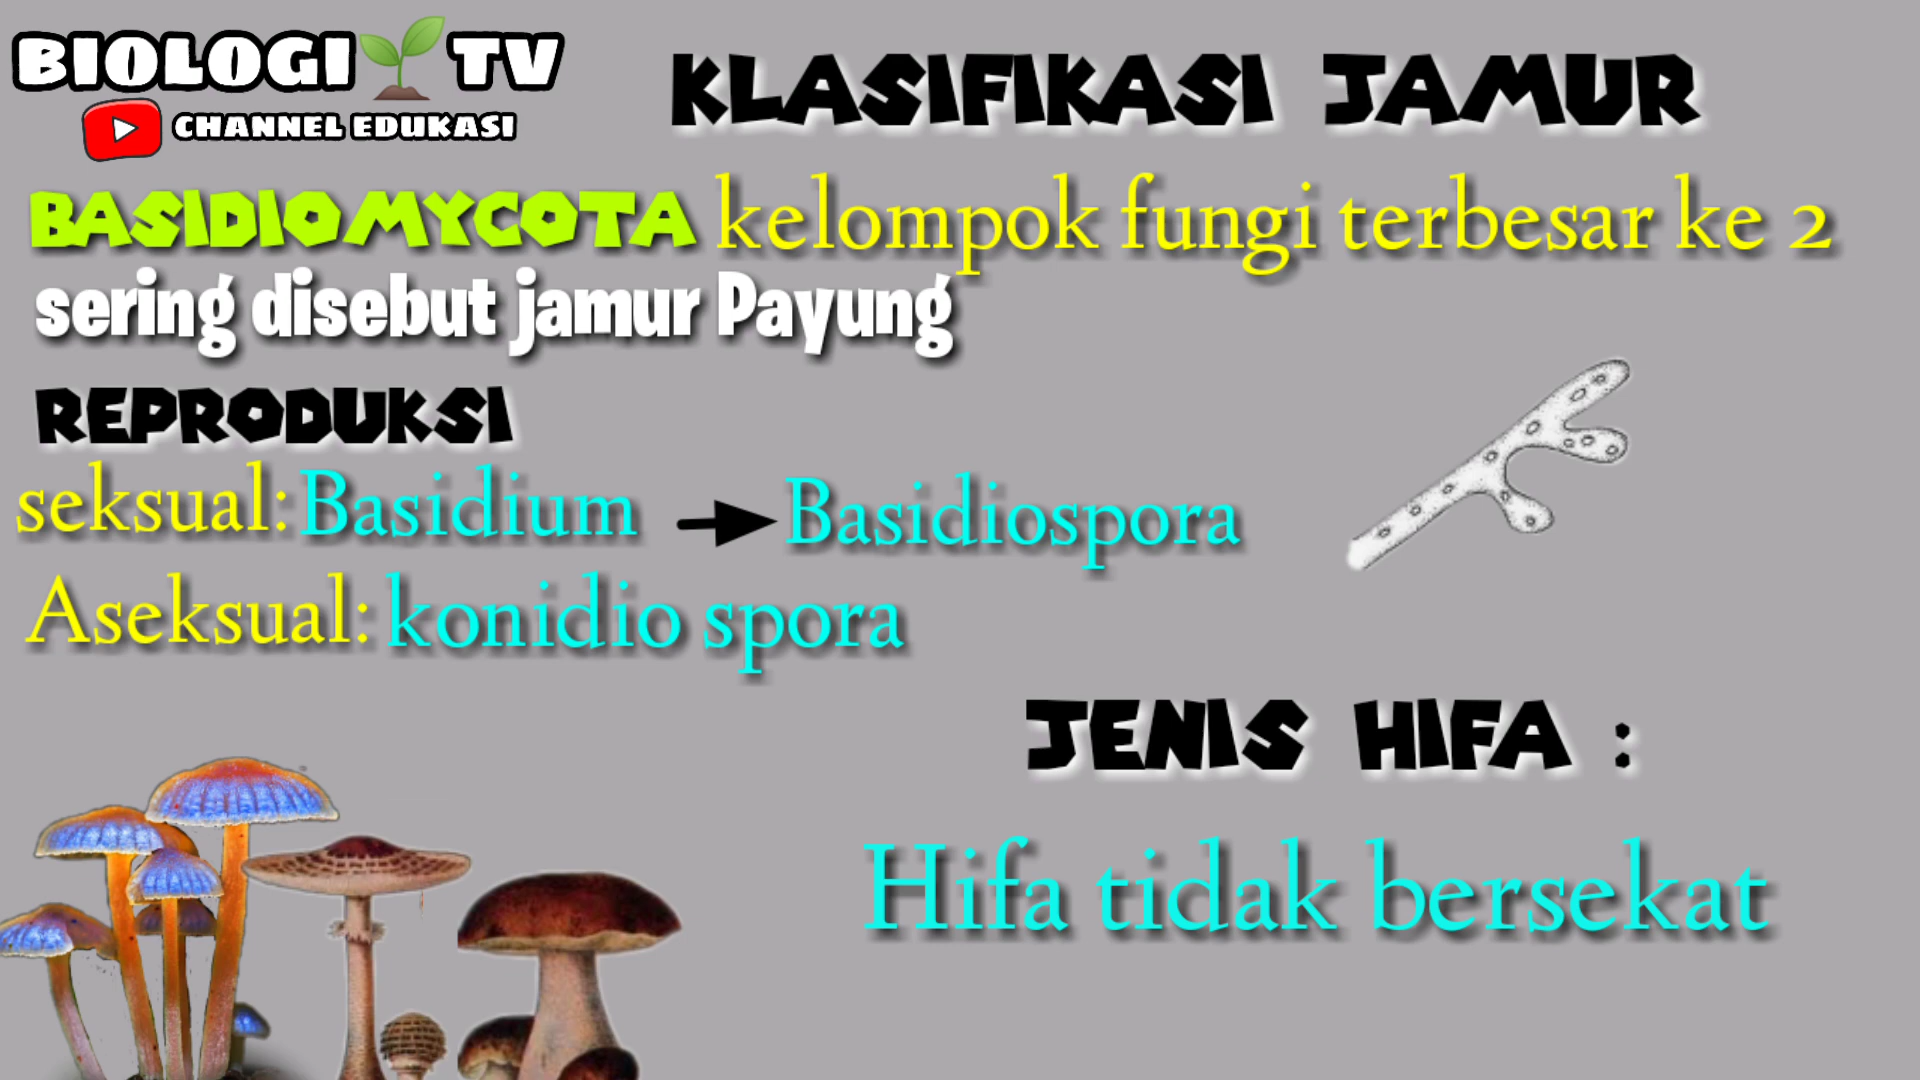 BIOLOGI TV
CHANNEL EDUKASI
KLASIFIKASI JAMUR
BASIDIOMYCOTA kelompok fungi terbesar ke 2
sering disebut jamur Payung
REPRODUKSI
seksual: Basidium → Basidiospora
Aseksual: konidio spora
JENIS HIFA :
Hifa tidak bersekat